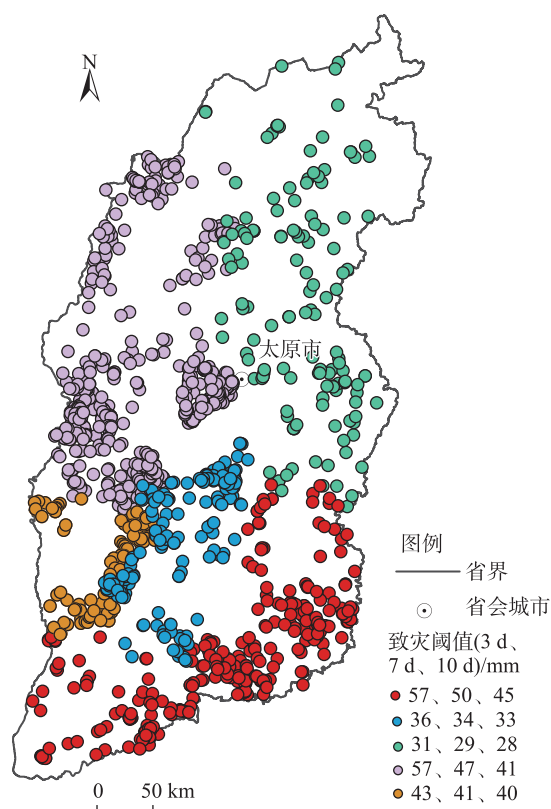 N
太原市
图例
省界
省会城市
致灾阈值(3 d、
7 d、10 d)/mm
57、50、45
36、34、33
31、29、28
57、47、41
43、41、40
0 50 km